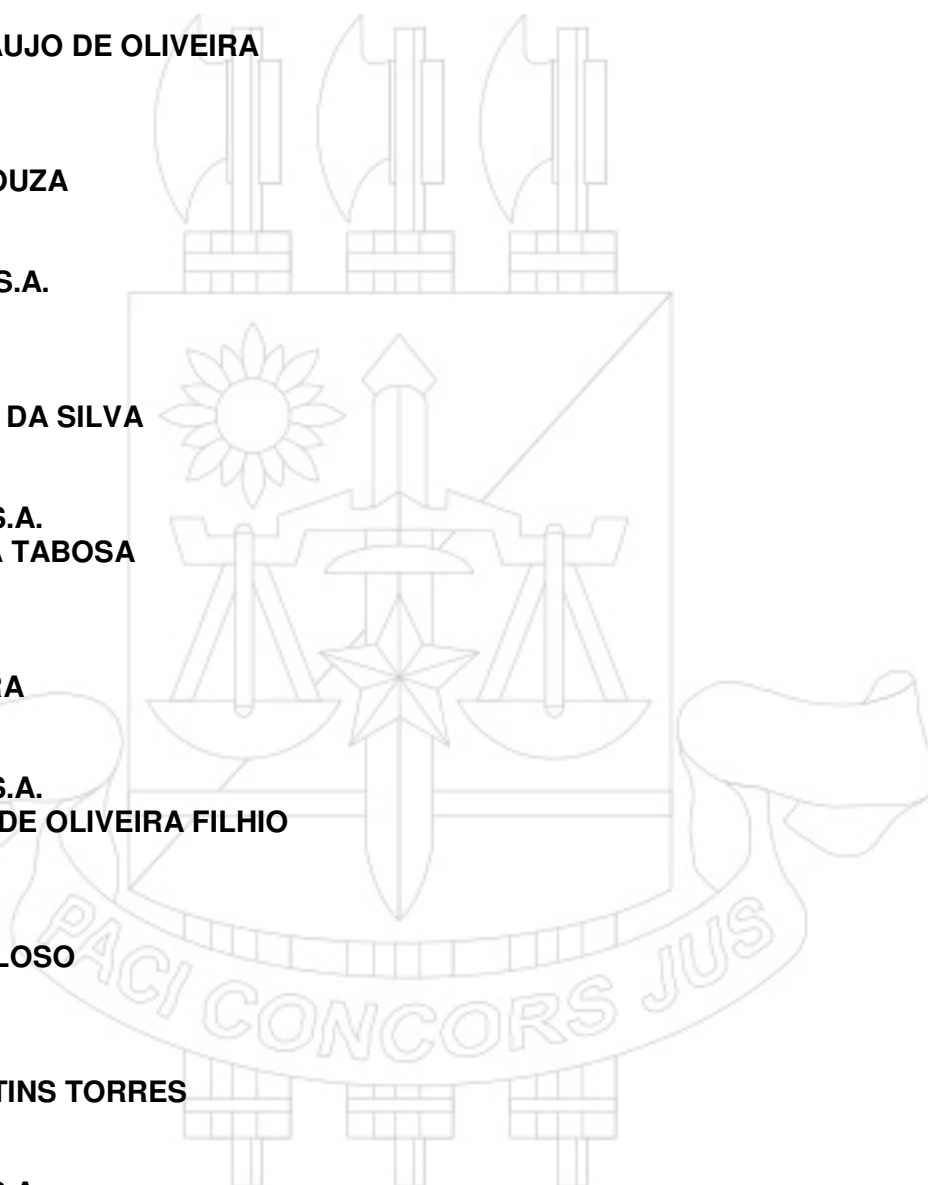 AUJO DE OLIVEIRA
OUZA
S.A.
DA SILVA
S.A.
A TABOSA
RA
S.A.
DE OLIVEIRA FILHIO
LOSO
PACI CONCORS JUS
TINS TORRES